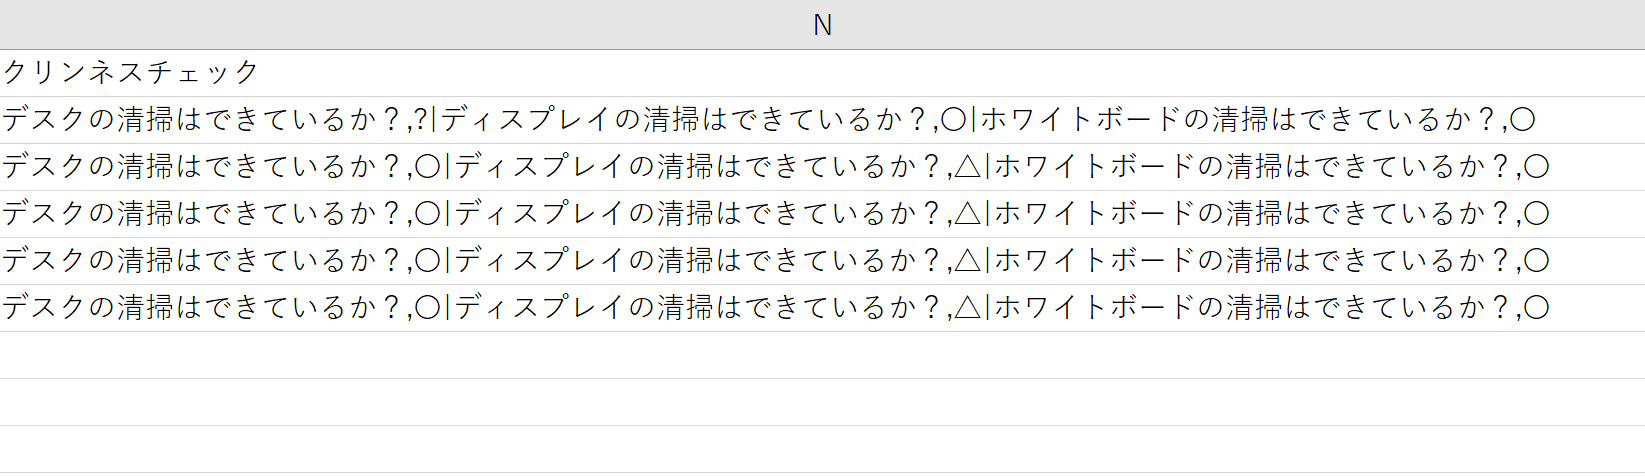 N
クリンネスチェック
デスクの清掃はできているか？,?|ディスプレイの清掃はできているか？,〇|ホワイトボードの清掃はできているか？,〇
デスクの清掃はできているか？,〇|ディスプレイの清掃はできているか？,△|ホワイトボードの清掃はできているか？,〇
デスクの清掃はできているか？,〇|ディスプレイの清掃はできているか？,△|ホワイトボードの清掃はできているか？,〇
デスクの清掃はできているか？,〇|ディスプレイの清掃はできているか？,△|ホワイトボードの清掃はできているか？,〇
デスクの清掃はできているか？,〇|ディスプレイの清掃はできているか？,△|ホワイトボードの清掃はできているか？,〇